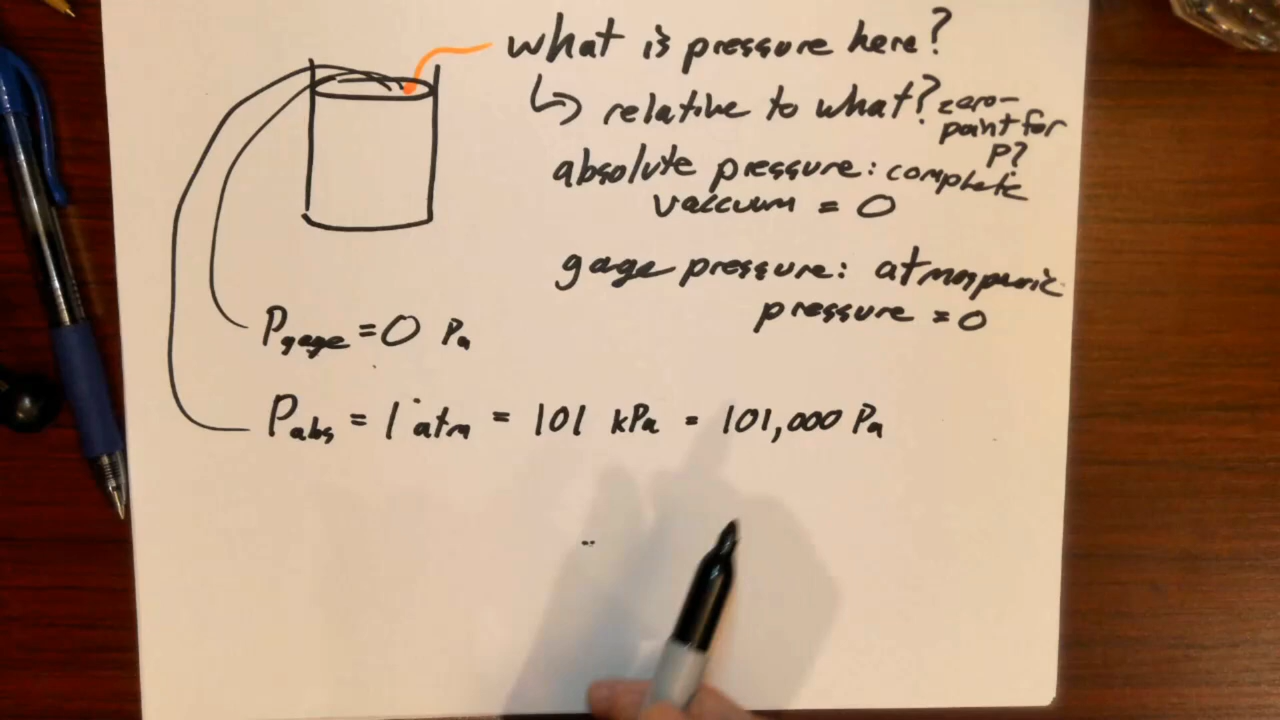 what is pressure here?
↳ relative to what? zero-
point for
P?
absolute pressure: complete
vaccuum = 0
gage pressure: atmospheric
pressure = 0
Pgage = 0 Pa
Pabs = 1 atm = 101 kPa = 101,000 Pa